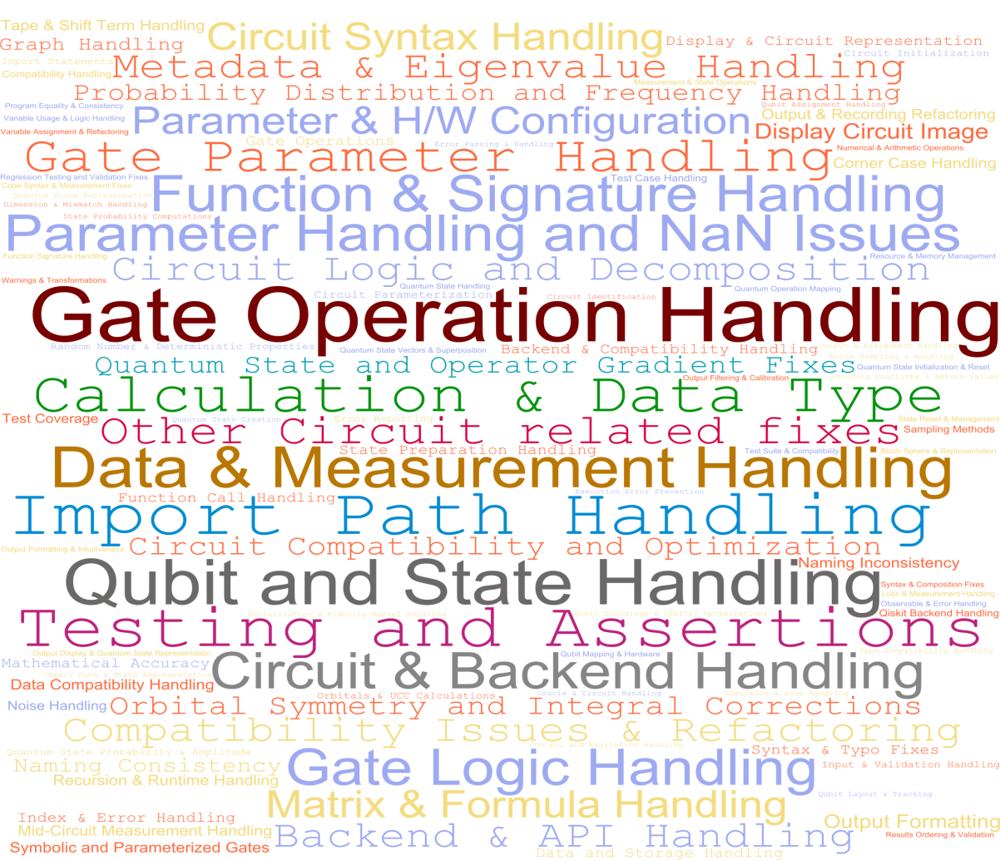 Tape & Shift Term Handling
Circuit Syntax Handling
Display & Circuit Representation
Graph Handling
Circuit Initialization
Import Statements
Metadata & Eigenvalue Handling
Compatibility Handling
Measurement & State Operations
Probability Distribution and Frequency Handling
Program Equality & Consistency
Qubit Assignment Handling
Variable Usage & Logic Handling
Parameter & H/W Configuration
Output & Recording Refactoring
Variable Assignment & Refactoring
Display Circuit Image
Gate Operations
Error Parsing & Handling
Numerical & Arithmetic Operations
Gate Parameter Handling
Corner Case Handling
Regression Testing and Validation Fixes
Test Case Handling
Code Syntax & Measurement Fixes
Function & Signature Handling
Quantum State Representation
Dimension & Mismatch Handling
State Probability Computations
Parameter Handling and NaN Issues
Function Signature Handling
Resource & Memory Management
Circuit Logic and Decomposition
Warnings & Transformations
Quantum State Handling
Quantum Operation Mapping
Circuit Parameterization
Circuit Identification
Gate Operation Handling
Random Number & Deterministic Properties
Quantum State Vectors & Superposition
Backend & Compatibility Handling
Output & Assignment Handling
Noise Sampling & Handling
Quantum State and Operator Gradient Fixes
Quantum State Initialization & Reset
Output Filtering & Calibration
Encoding Functions & Return Values
Calculation & Data Type
Test Coverage
Quantum State Creation
Error Reporting
State Reset & Management
Other Circuit related fixes
Sampling Methods
State Preparation Handling
Test Suite & Compatibility
Bloch Sphere & Representation
Data & Measurement Handling
Function Call Handling
Execution Error Prevention
Import Path Handling
Output Formatting & Intuitiveness
Circuit Compatibility and Optimization
Naming Inconsistency
Qubit and State Handling
Syntax & Composition Fixes
Loss & Measurement Handling
Observable & Error Handling
Serialization & Fidelity Kernel Handling
Qubit Encodings & Orbital Optimizations
Qiskit Backend Handling
Testing and Assertions
Output Display & Quantum State Representation
Qubit Mapping & Hardware
Type Compatibility Handling
Mathematical Accuracy
Circuit & Backend Handling
Import Path & State Representation
Data Compatibility Handling
Orbitals & UCC Calculations
Oracle & Circuit Handling
Precision & Loss Handling
Noise Handling
Orbital Symmetry and Integral Corrections
Compatibility Issues & Refactoring
Control and Excitation Handling
Quantum State Probability & Amplitude
Syntax & Typo Fixes
Naming Consistency
Gate Logic Handling
Input & Validation Handling
Recursion & Runtime Handling
Qubit Layout & Tracking
Matrix & Formula Handling
Index & Error Handling
Output Formatting
Mid-Circuit Measurement Handling
Backend & API Handling
Results Ordering & Validation
Symbolic and Parameterized Gates
Data and Storage Handling